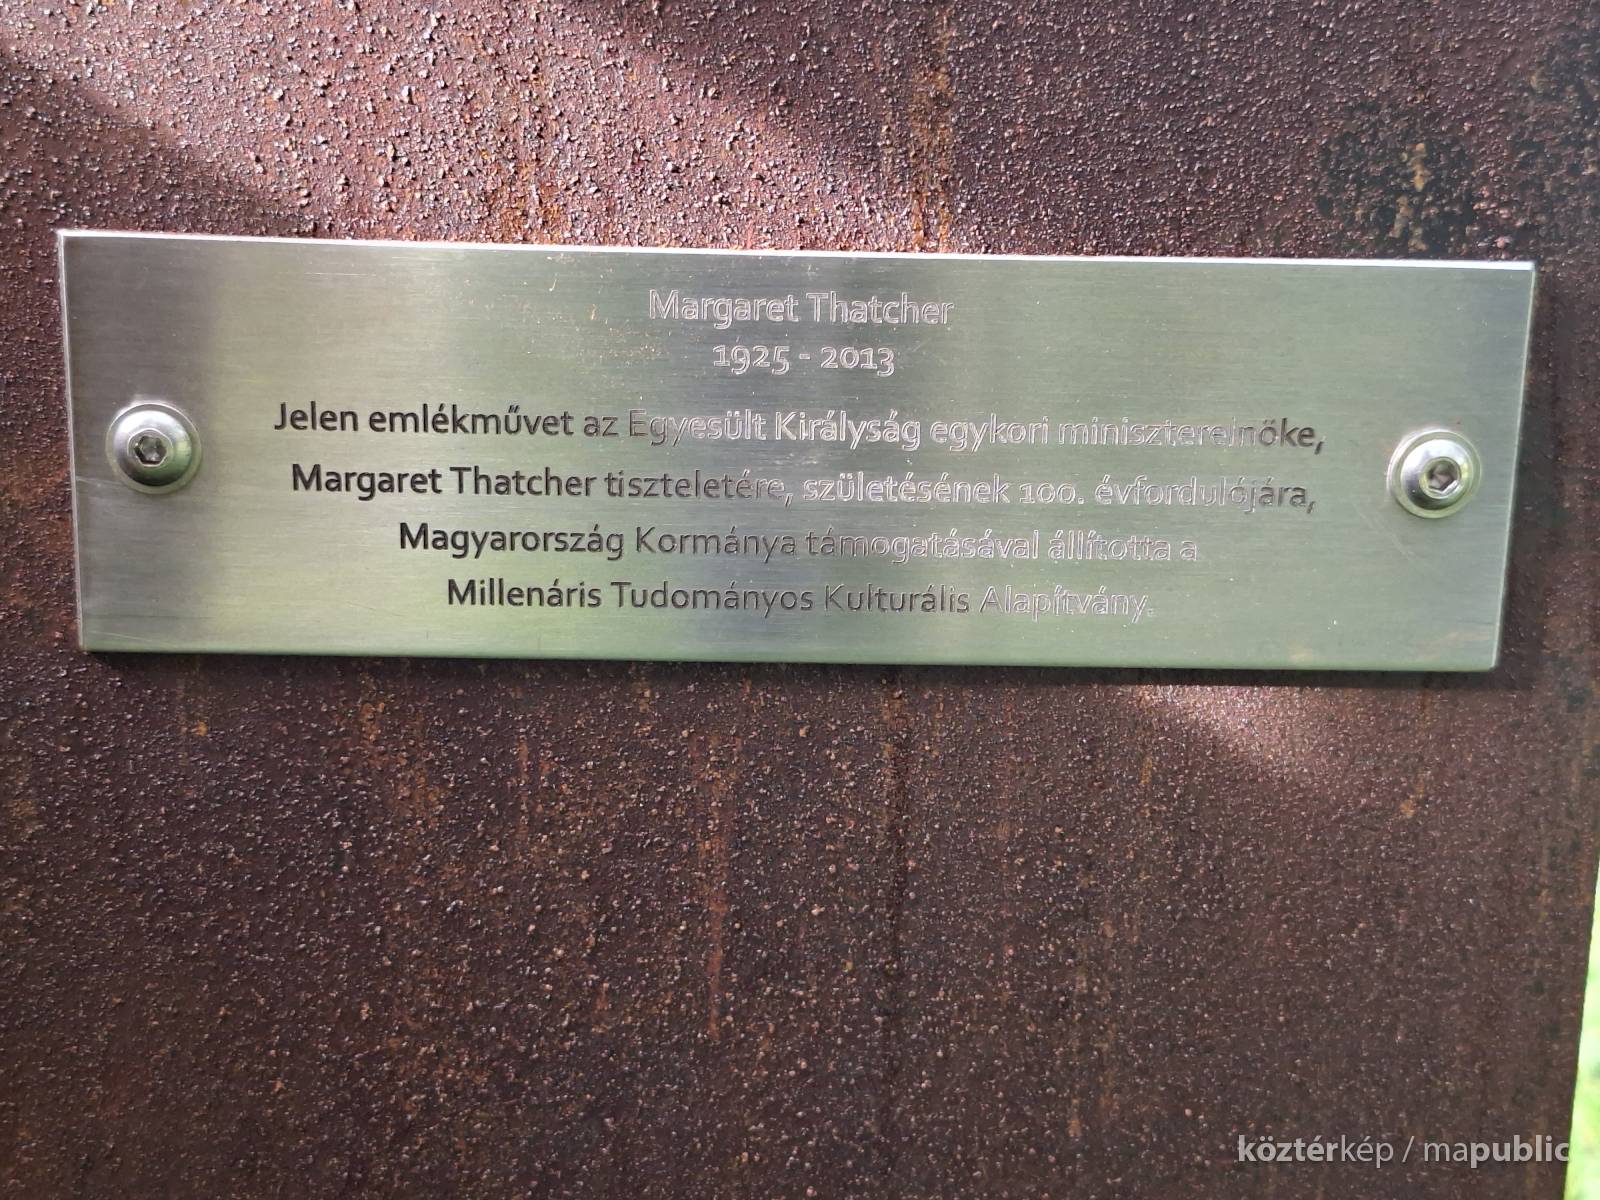 Margaret Thatcher
1925 - 2013
Jelen emlékművet az Egyesült Királyság egykori miniszterelnöke,
Margaret Thatcher tiszteletére, születésének 100. évfordulójára,
Magyarország Kormánya támogatásával állította a
Millenáris Tudományos Kulturális Alapítvány.
köztérkép / mapublic